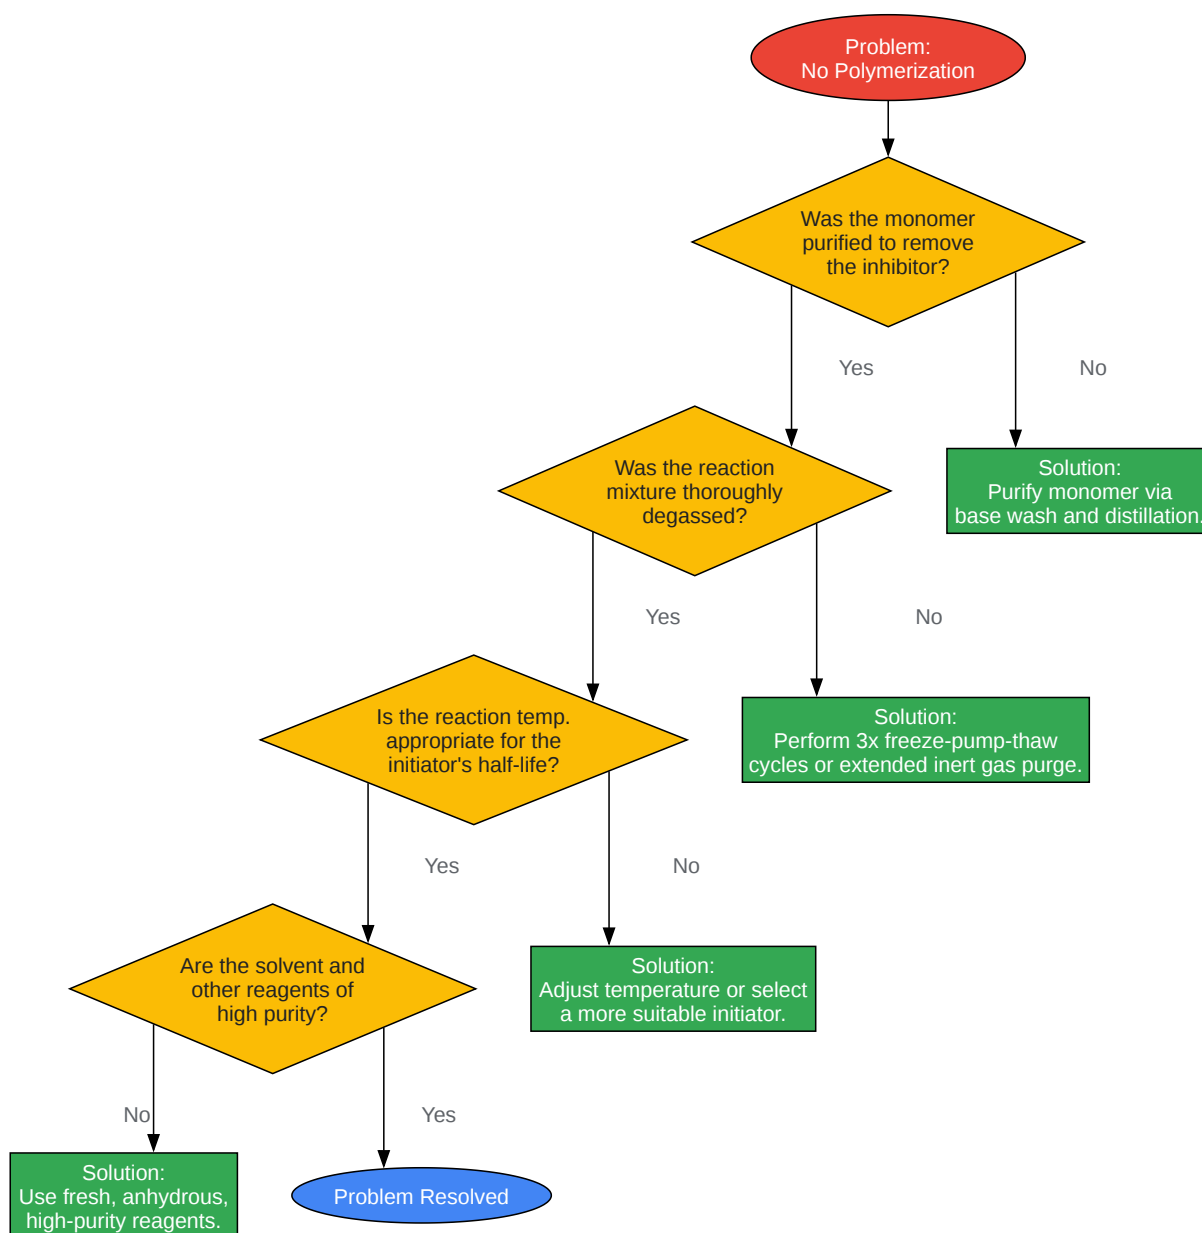 Problem:
No Polymerization
Was the monomer
purified to remove
the inhibitor?
Yes
No
Was the reaction
mixture thoroughly
degassed?
Solution:
Purify monomer via
base wash and distillation.
Yes
No
Is the reaction temp.
appropriate for the
initiator's half-life?
Solution:
Perform 3x freeze-pump-thaw
cycles or extended inert gas purge.
Yes
No
Are the solvent and
other reagents of
high purity?
Solution:
Adjust temperature or select
a more suitable initiator.
No
Yes
Solution:
Use fresh, anhydrous,
high-purity reagents.
Problem Resolved